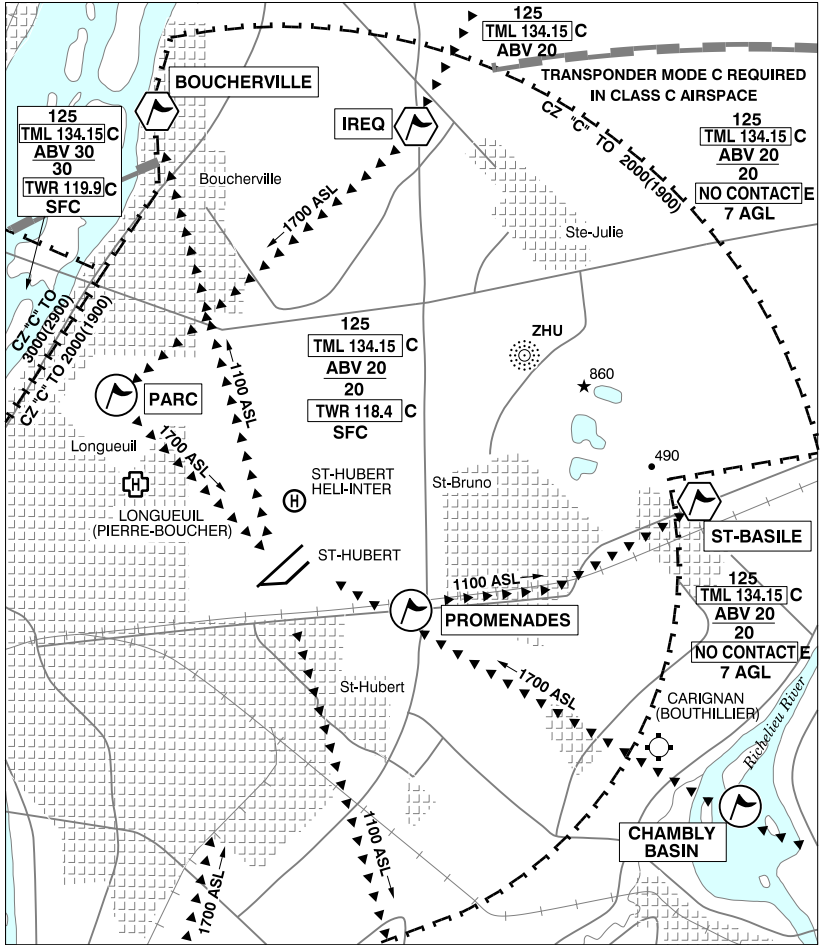 125
TML 134.15 C
ABV 20
TRANSPONDER MODE C REQUIRED
IN CLASS C AIRSPACE
BOUCHERVILLE
IREQ
125
TML 134.15 C
ABV 30
30
TWR 119.9 C
SFC
125
TML 134.15 C
ABV 20
20
NO CONTACT E
7 AGL
CZ "C" TO 2000(1900)
Boucherville
1700 ASL
Ste-Julie
CZ "C" TO
3000(2900)
CZ "C" TO 2000(1900)
125
TML 134.15 C
ABV 20
20
TWR 118.4 C
SFC
ZHU
860
1100 ASL
PARC
1700 ASL
Longueuil
H
LONGUEUIL
(PIERRE-BOUCHER)
H
ST-HUBERT
HELI-INTER
St-Bruno
490
ST-BASILE
ST-HUBERT
1100 ASL
PROMENADES
125
TML 134.15 C
ABV 20
20
NO CONTACT E
7 AGL
St-Hubert
1700 ASL
CARIGNAN
(BOUTHILLIER)
Richelieu River
CHAMBLY
BASIN
1100 ASL
1700 ASL